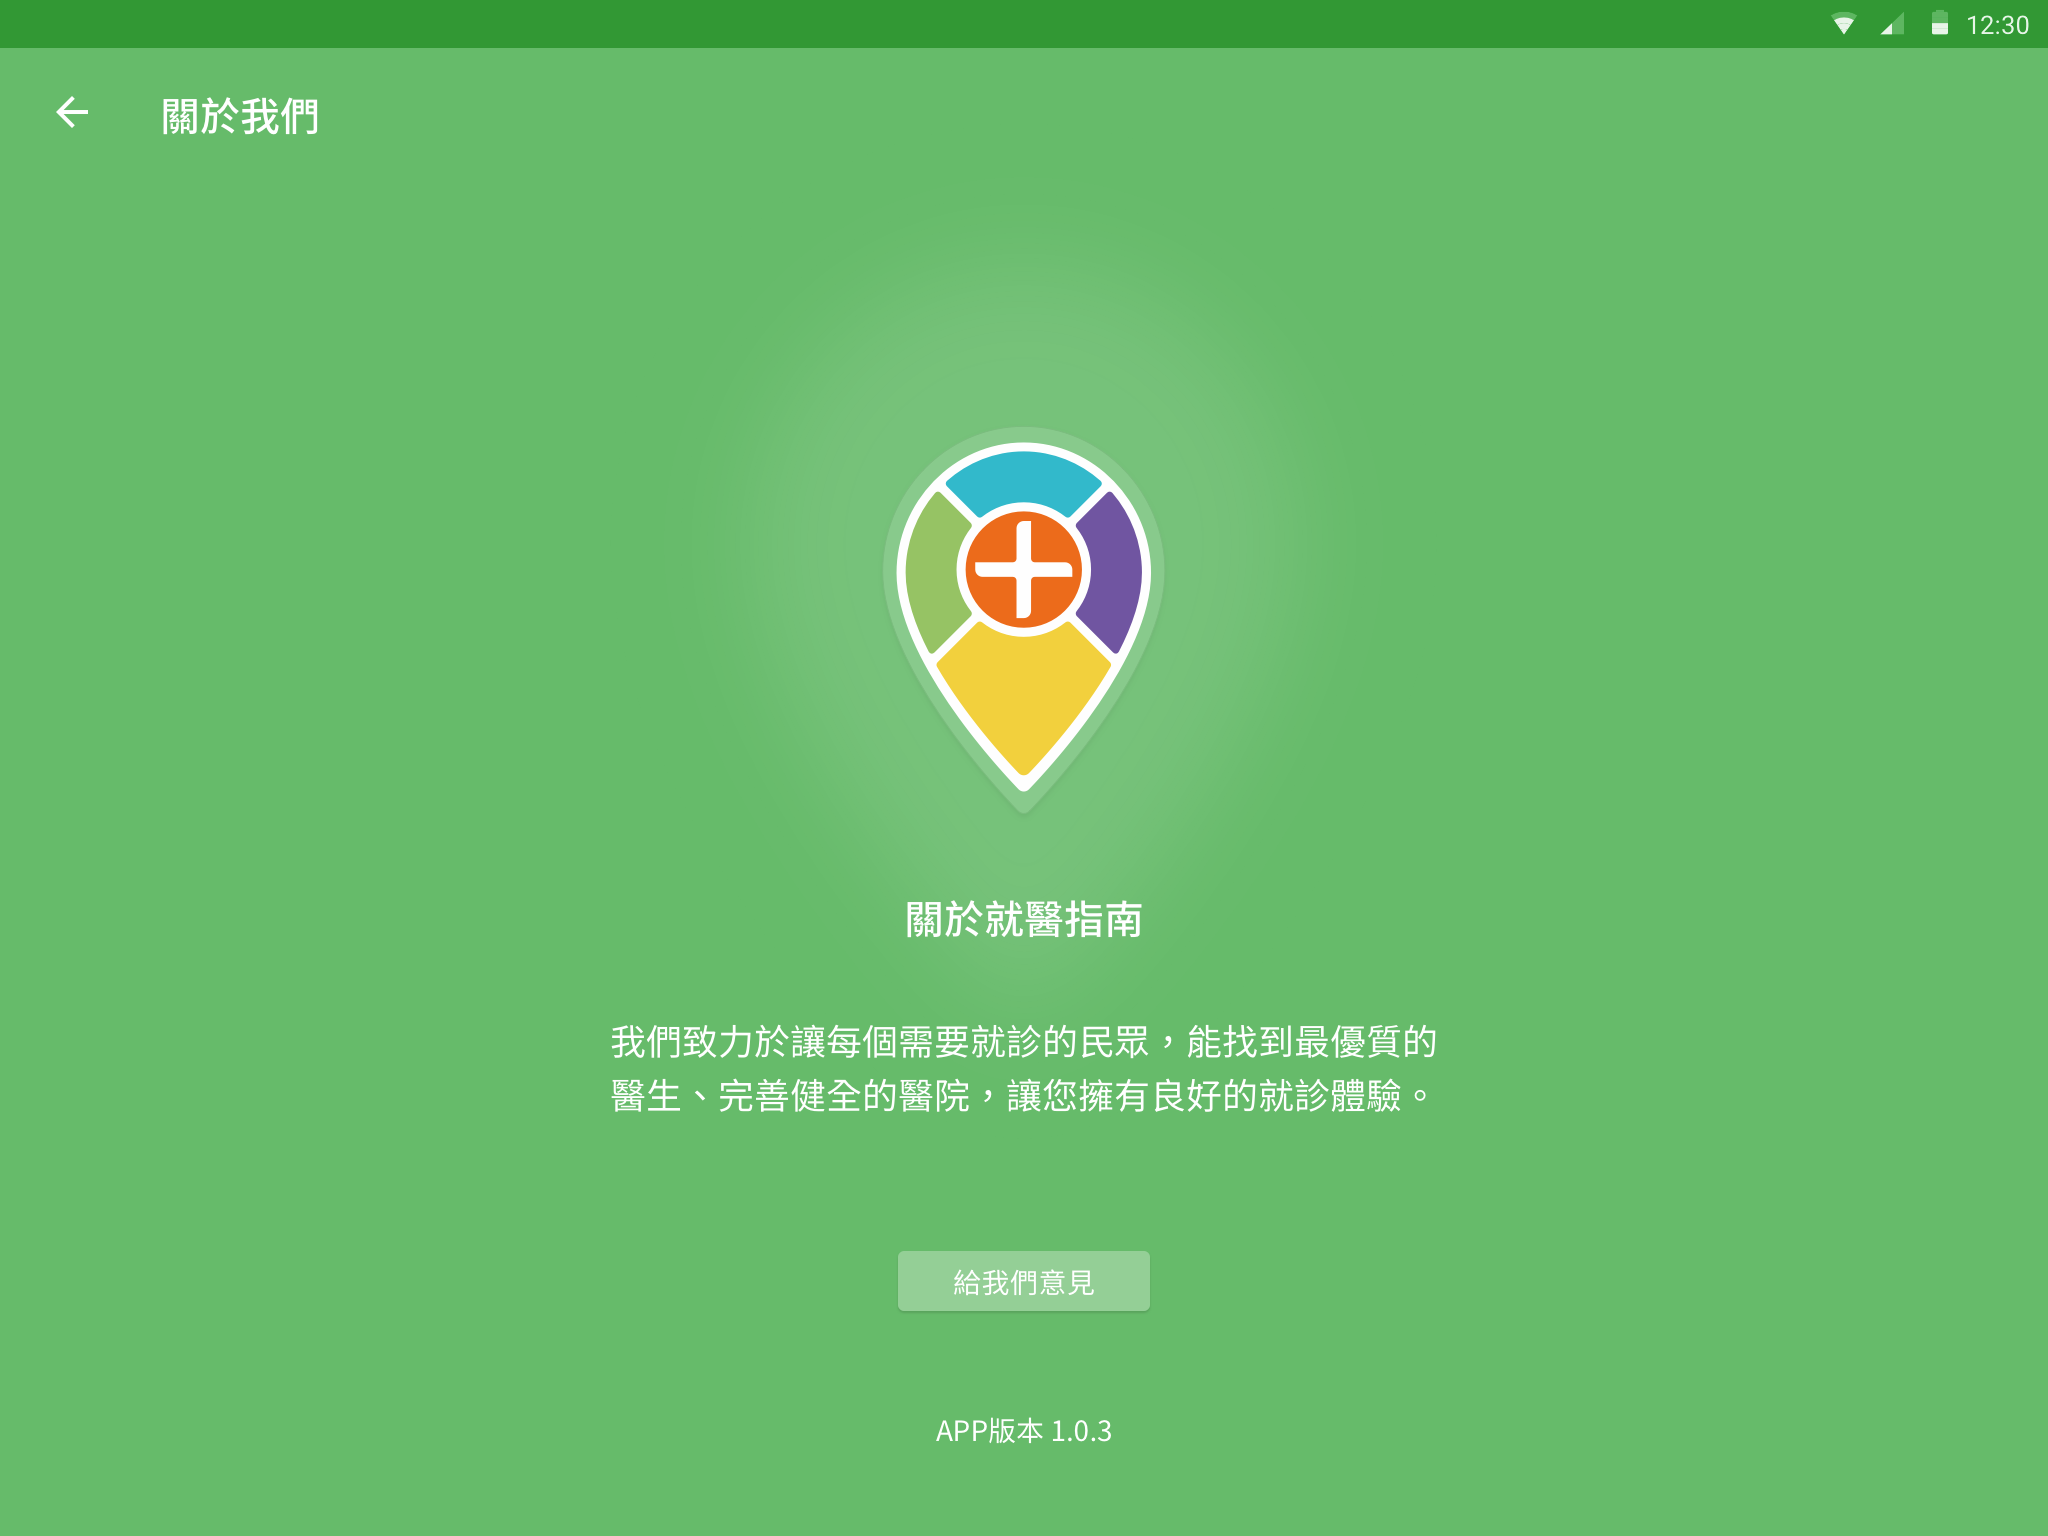 12:30
關於我們
關於就醫指南
我們致力於讓每個需要就診的民眾，能找到最優質的
醫生、完善健全的醫院，讓您擁有良好的就診體驗。
給我們意見
APP版本 1.0.3